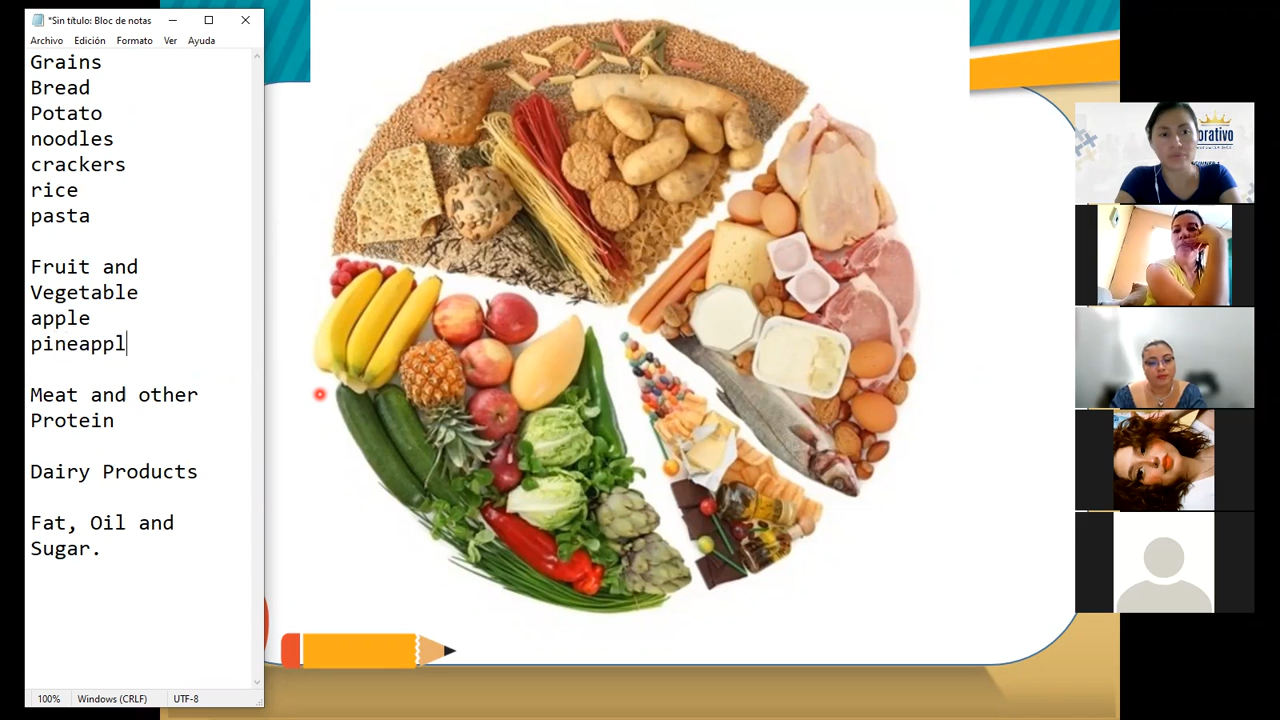 *Sin título: Bloc de notas
Archivo Edición Formato Ver Ayuda
Grains
Bread
Potato
noodles
crackers
rice
pasta
Fruit and
Vegetable
apple
pineappl
Meat and other
Protein
Dairy Products
Fat, Oil and
Sugar.
100% Windows (CRLF) UTF-8
orativo